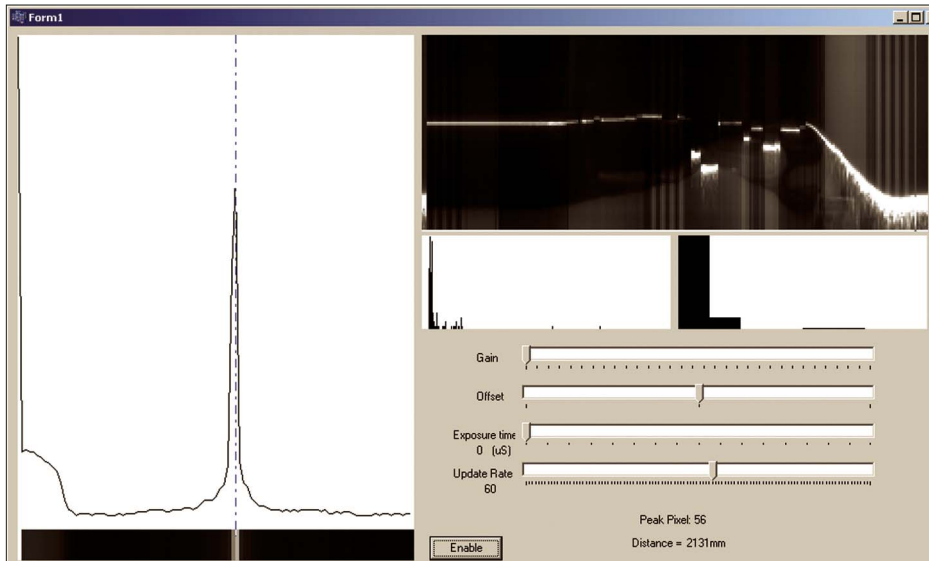 Form1
Gain
Offset
Exposure time
0 (uS)
Update Rate
60
Peak Pixel: 56
Enable
Distance = 2131mm